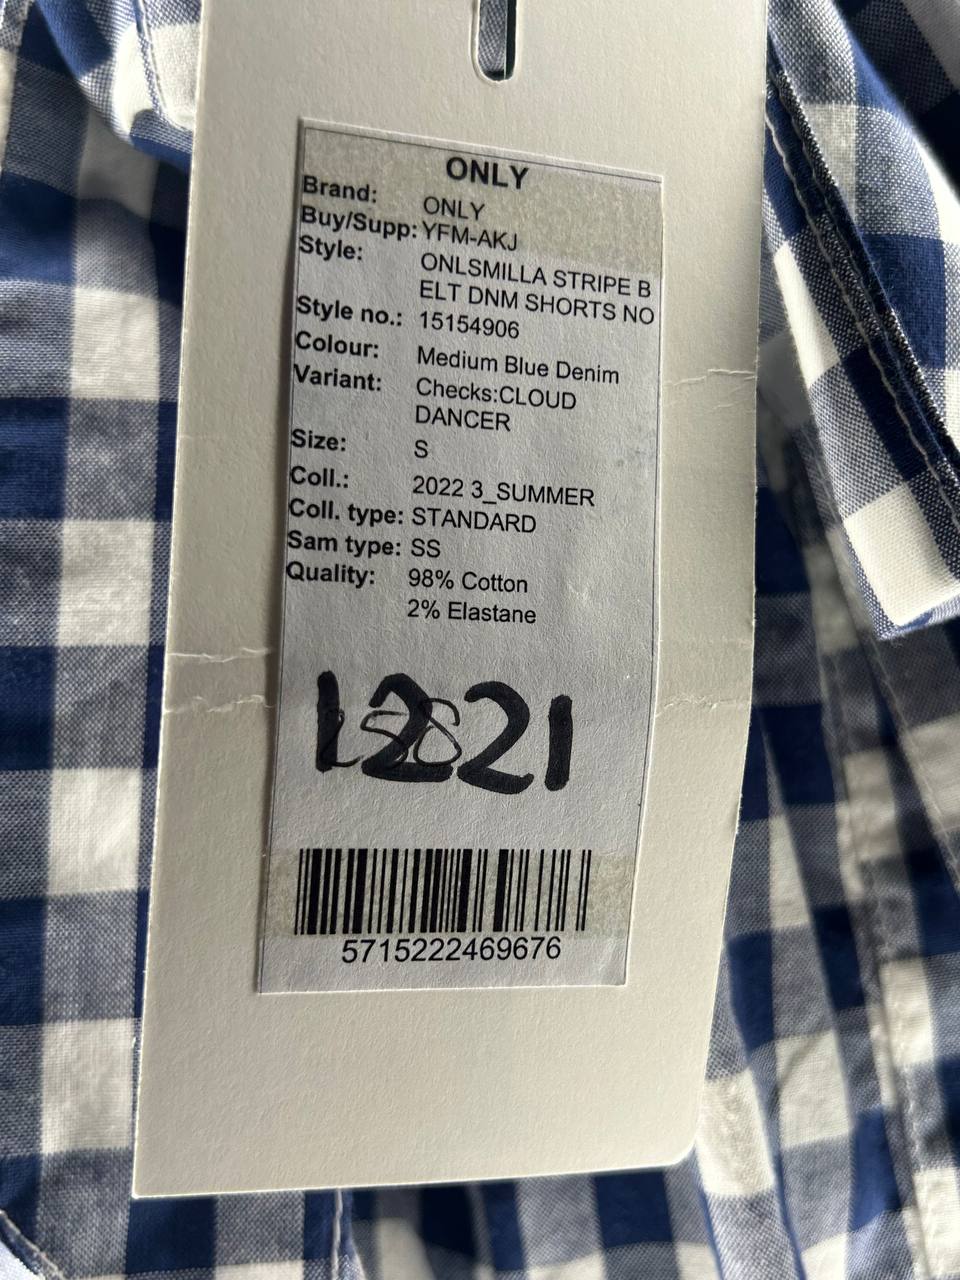 ONLY
Brand: ONLY
Buy/Supp: YFM-AKJ
Style: ONLSMILLA STRIPE B
ELT DNM SHORTS NO
Style no.: 15154906
Colour: Medium Blue Denim
Variant: Checks:CLOUD
DANCER
Size: S
Coll.: 2022 3_SUMMER
Coll. type: STANDARD
Sam type: SS
Quality: 98% Cotton
2% Elastane
1221
5715222469676